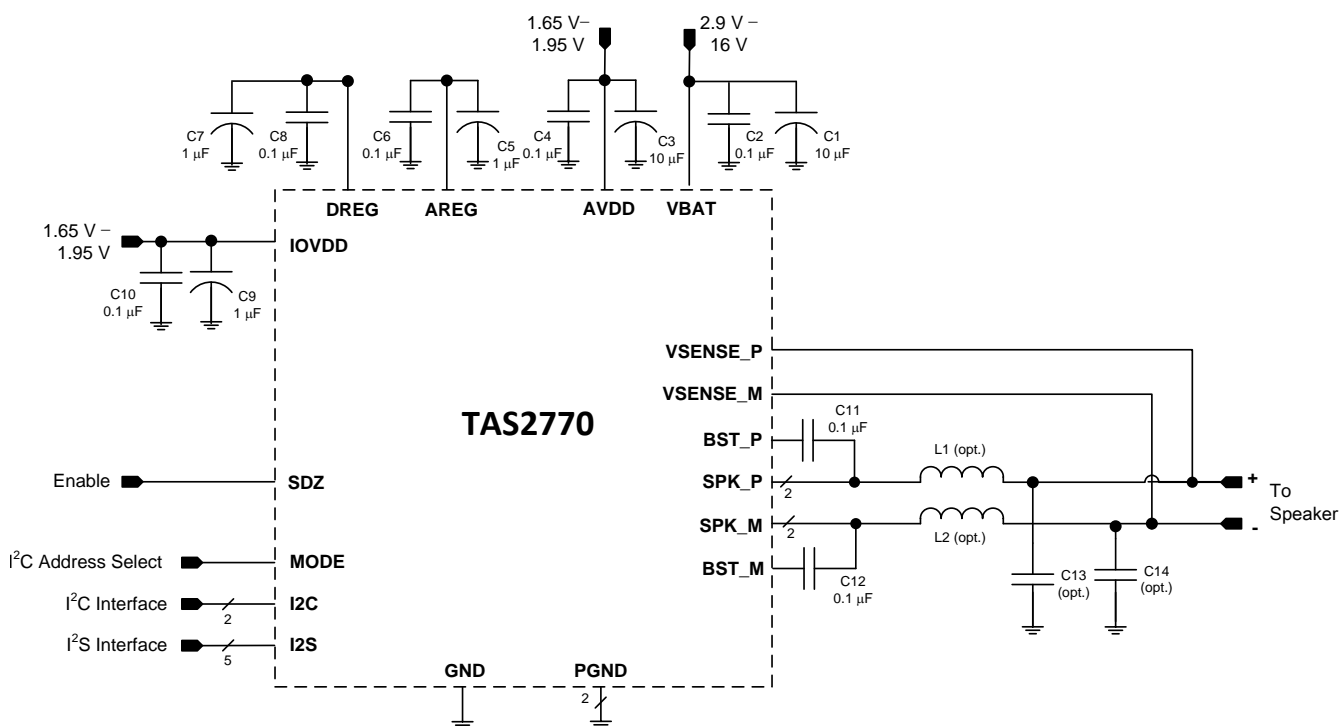 1.65 V–
1.95 V
2.9 V –
16 V
C7
1 μF
C8
0.1 μF
C6
0.1 μF
C5
1 μF
C4
0.1 μF
C3
10 μF
C2
0.1 μF
C1
10 μF
DREG
AREG
AVDD
VBAT
1.65 V –
1.95 V
IOVDD
C10
0.1 μF
C9
1 μF
VSENSE_P
VSENSE_M
TAS2770
C11
0.1 μF
BST_P
L1 (opt.)
Enable
SDZ
SPK_P
2
+
To
Speaker
SPK_M
2
-
L2 (opt.)
I²C Address Select
MODE
BST_M
C12
0.1 μF
C13
(opt.)
C14
(opt.)
I²C Interface
2
I2C
I²S Interface
5
I2S
GND
PGND
2